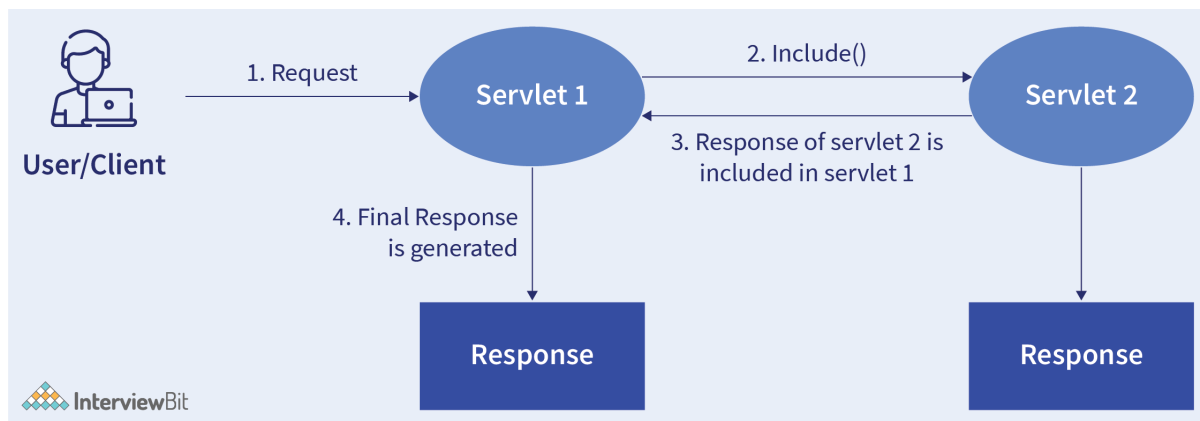 1. Request
Servlet 1
2. Include()
Servlet 2
User/Client
3. Response of servlet 2 is
included in servlet 1
4. Final Response
is generated
Response
Response
InterviewBit